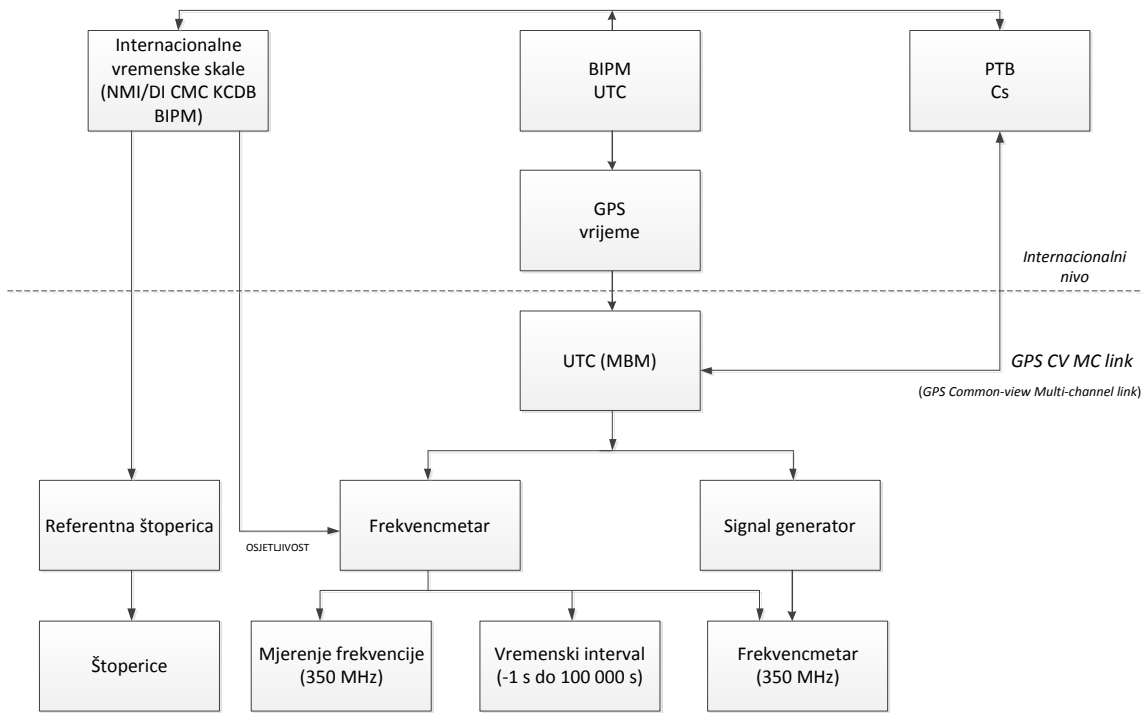 Internacionalne
vremenske skale
(NMI/DI CMC KCDB
BIPM)
BIPM
UTC
PTB
Cs
GPS
vrijeme
Internacionalni
nivo
UTC (MBM)
GPS CV MC link
(GPS Common-view Multi-channel link)
Referentna štoperica
OSJETLJIVOST
Frekvencmetar
Signal generator
Štoperice
Mjerenje frekvencije
(350 MHz)
Vremenski interval
(-1 s do 100 000 s)
Frekvencmetar
(350 MHz)